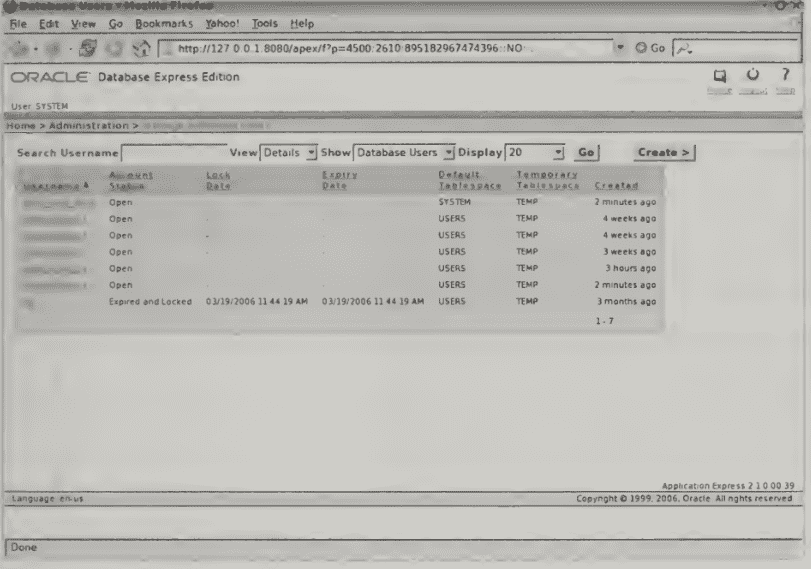 Database Users - Mozilla Firefox
File Edit View Go Bookmarks Yahoo! Tools Help
http://127 0 0.1:8080/apex/f?p=4500:2610:895182967474396::NO: Go
ORACLE Database Express Edition
User SYSTEM
Home > Administration >
Search Username View Details Show Database Users Display 20 Go Create >
Username Account Status Lock Date Expiry Date Default Tablespace Temporary Tablespace Created
Open SYSTEM TEMP 2 minutes ago
Open - - USERS TEMP 4 weeks ago
Open - - USERS TEMP 4 weeks ago
Open USERS TEMP 3 weeks ago
Open - - USERS TEMP 3 hours ago
Open USERS TEMP 2 minutes ago
Expired and Locked 03/19/2006 11 44 19 AM 03/19/2006 11 44 19 AM USERS TEMP 3 months ago
1 - 7
Application Express 2 1 0 00 39
Language en-us Copyright © 1999, 2006, Oracle. All rights reserved
Done